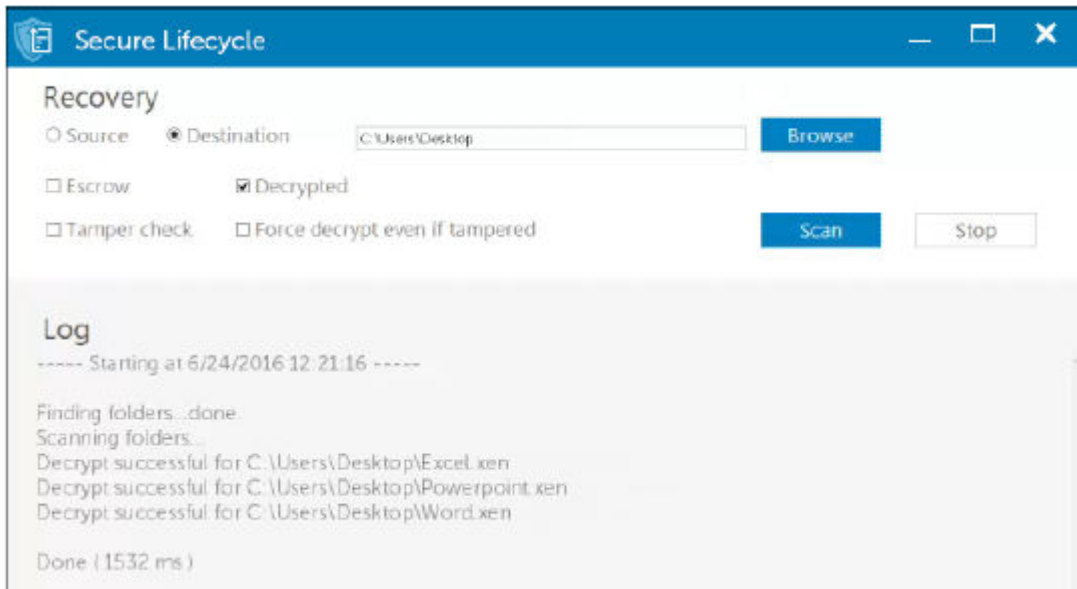 Secure Lifecycle
Recovery
Source Destination C:\Users\Desktop Browse
Escrow Decrypted
Tamper check Force decrypt even if tampered Scan Stop
Log
----- Starting at 6/24/2016 12:21:16 -----
Finding folders...done.
Scanning folders...
Decrypt successful for C:\Users\Desktop\Excel.xen
Decrypt successful for C:\Users\Desktop\Powerpoint.xen
Decrypt successful for C:\Users\Desktop\Word.xen
Done (1532 ms)